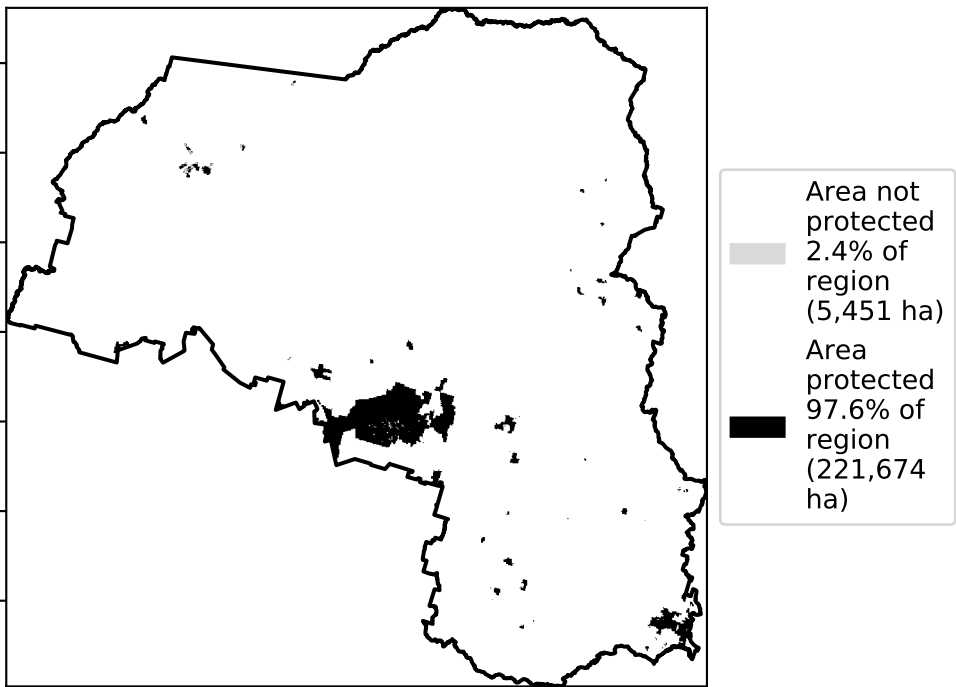 Area not
protected
2.4% of
region
(5,451 ha)
Area
protected
97.6% of
region
(221,674
ha)